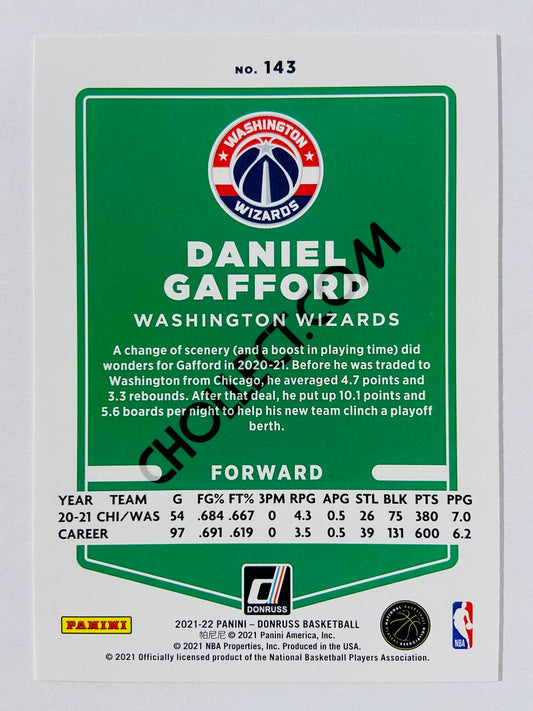 NO. 143
WASHINGTON
WIZARDS
DANIEL
GAFFORD
WASHINGTON WIZARDS
A change of scenery (and a boost in playing time) did
wonders for Gafford in 2020-21. Before he was traded to
Washington from Chicago, he averaged 4.7 points and
3.3 rebounds. After that deal, he put up 10.1 points and
5.6 boards per night to help his new team clinch a playoff
berth.
CHOLLECT.COM
FORWARD
YEAR TEAM G FG% FT% 3PM RPG APG STL BLK PTS PPG
20-21 CHI/WAS 54 .684 .667 0 4.3 0.5 26 75 380 7.0
CAREER 97 .691 .619 0 3.5 0.5 39 131 600 6.2
DONRUSS
PANINI
2021-22 PANINI – DONRUSS BASKETBALL
帕尼尼 © 2021 Panini America, Inc.
© 2021 NBA Properties, Inc. Produced in the USA.
© 2021 Officially licensed product of the National Basketball Players Association.
NATIONAL BASKETBALL
PLAYERS ASSOCIATION
NBA